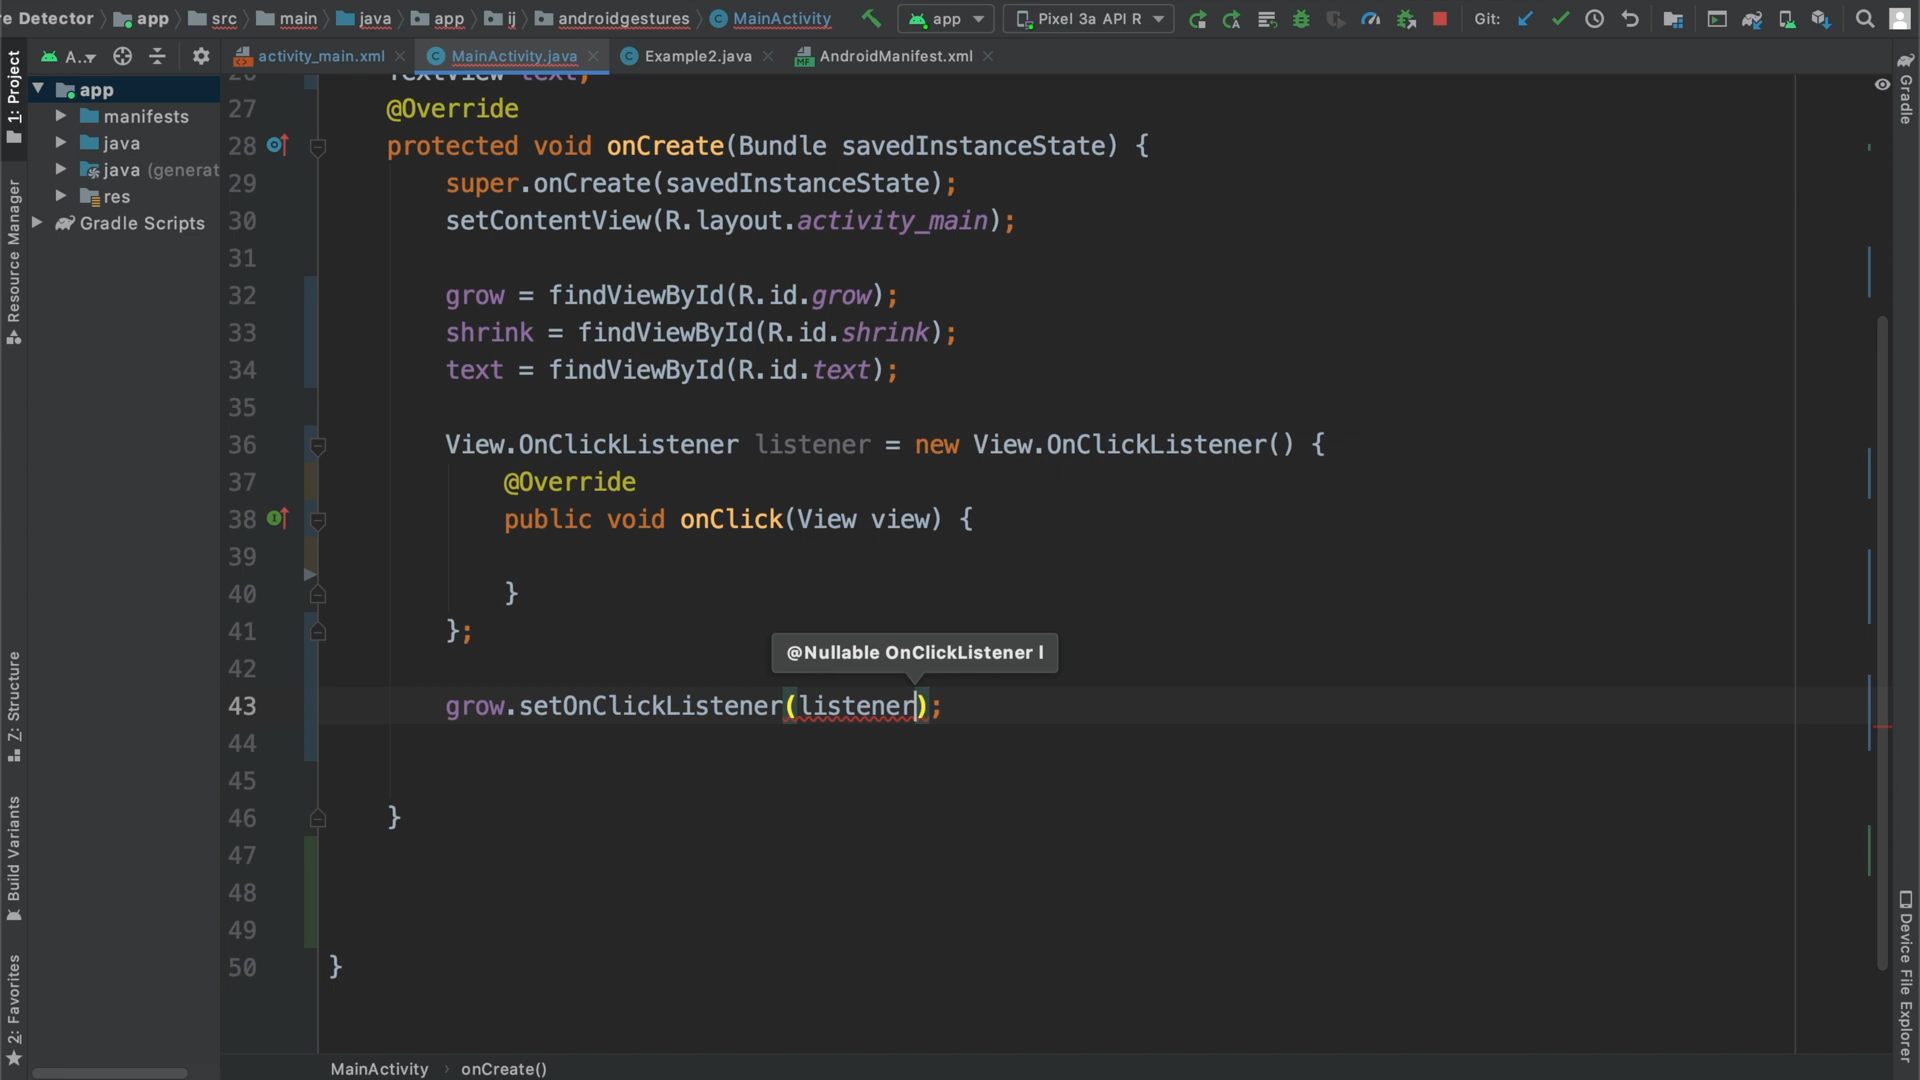 e Detector > app > src > main > java > app > ij > androidgestures > MainActivity
app
Pixel 3a API R
Git:
A..
activity_main.xml
MainActivity.java
Example2.java
AndroidManifest.xml
1: Project
Resource Manager
Z: Structure
Build Variants
2: Favorites
app
manifests
java
java (generat
res
Gradle Scripts
26 TextView text;
27 @Override
28 protected void onCreate(Bundle savedInstanceState) {
29 super.onCreate(savedInstanceState);
30 setContentView(R.layout.activity_main);
31
32 grow = findViewById(R.id.grow);
33 shrink = findViewById(R.id.shrink);
34 text = findViewById(R.id.text);
35
36 View.OnClickListener listener = new View.OnClickListener() {
37 @Override
38 public void onClick(View view) {
39
40 }
41 };
@Nullable OnClickListener l
42
43 grow.setOnClickListener(listener);
44
45
46 }
47
48
49
50 }
MainActivity > onCreate()
Gradle
Device File Explorer